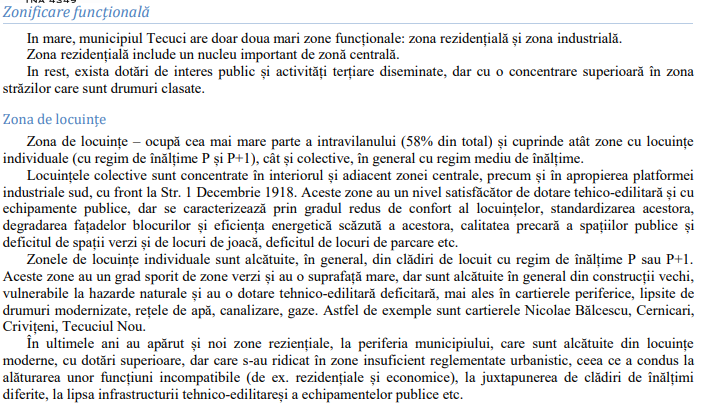 Zonificare funcțională
In mare, municipiul Tecuci are doar doua mari zone funcționale: zona rezidențială și zona industrială.
Zona rezidențială include un nucleu important de zonă centrală.
In rest, exista dotări de interes public și activități terțiare diseminate, dar cu o concentrare superioară în zona
străzilor care sunt drumuri clasate.
Zona de locuințe
Zona de locuințe – ocupă cea mai mare parte a intravilanului (58% din total) și cuprinde atât zone cu locuințe
individuale (cu regim de înălțime P și P+1), cât și colective, în general cu regim mediu de înălțime.
Locuințele colective sunt concentrate în interiorul și adiacent zonei centrale, precum și în apropierea platformei
industriale sud, cu front la Str. 1 Decembrie 1918. Aceste zone au un nivel satisfăcător de dotare tehico-edilitară și cu
echipamente publice, dar se caracterizează prin gradul redus de confort al locuințelor, standardizarea acestora,
degradarea fațadelor blocurilor și eficiența energetică scăzută a acestora, calitatea precară a spațiilor publice și
deficitul de spații verzi și de locuri de joacă, deficitul de locuri de parcare etc.
Zonele de locuințe individuale sunt alcătuite, în general, din clădiri de locuit cu regim de înălțime P sau P+1.
Aceste zone au un grad sporit de zone verzi și au o suprafață mare, dar sunt alcătuite în general din construcții vechi,
vulnerabile la hazarde naturale și au o dotare tehnico-edilitară deficitară, mai ales în cartierele periferice, lipsite de
drumuri modernizate, rețele de apă, canalizare, gaze. Astfel de exemple sunt cartierele Nicolae Bălcescu, Cernicari,
Crivițeni, Tecuciul Nou.
În ultimele ani au apărut și noi zone reziențiale, la periferia municipiului, care sunt alcătuite din locuințe
moderne, cu dotări superioare, dar care s-au ridicat în zone insuficient reglementate urbanistic, ceea ce a condus la
alăturarea unor funcțiuni incompatibile (de ex. rezidențiale și economice), la juxtapunerea de clădiri de înălțimi
diferite, la lipsa infrastructurii tehnico-edilitareși a echipamentelor publice etc.